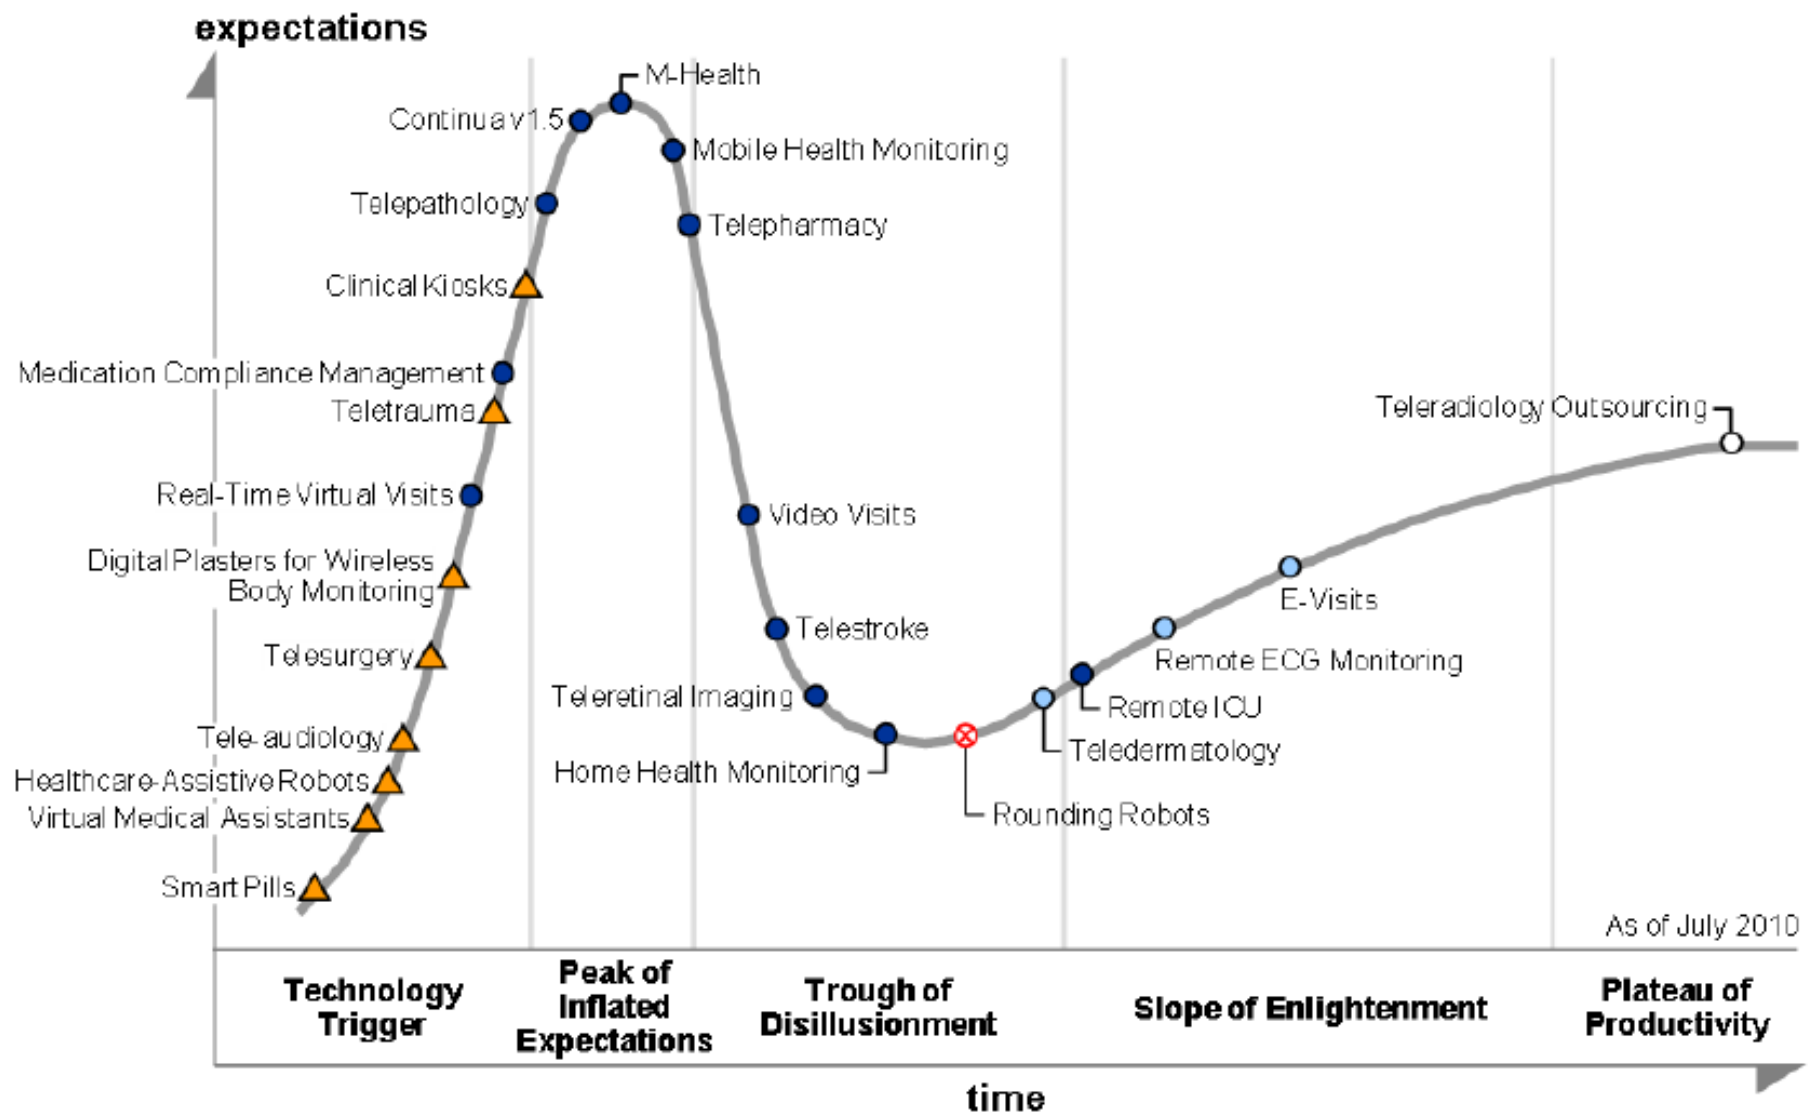 expectations
M-Health
Continua v1.5
Mobile Health Monitoring
Telepathology
Telepharmacy
Clinical Kiosks
Medication Compliance Management
Teletrauma
Teleradiology Outsourcing
Real-Time Virtual Visits
Video Visits
Digital Plasters for Wireless
Body Monitoring
E-Visits
Telestroke
Telesurgery
Remote ECG Monitoring
Teleretinal Imaging
Remote ICU
Tele-audiology
Teledermatology
Home Health Monitoring
Healthcare-Assistive Robots
Rounding Robots
Virtual Medical Assistants
Smart Pills
As of July 2010
Technology
Trigger
Peak of
Inflated
Expectations
Trough of
Disillusionment
Slope of Enlightenment
Plateau of
Productivity
time